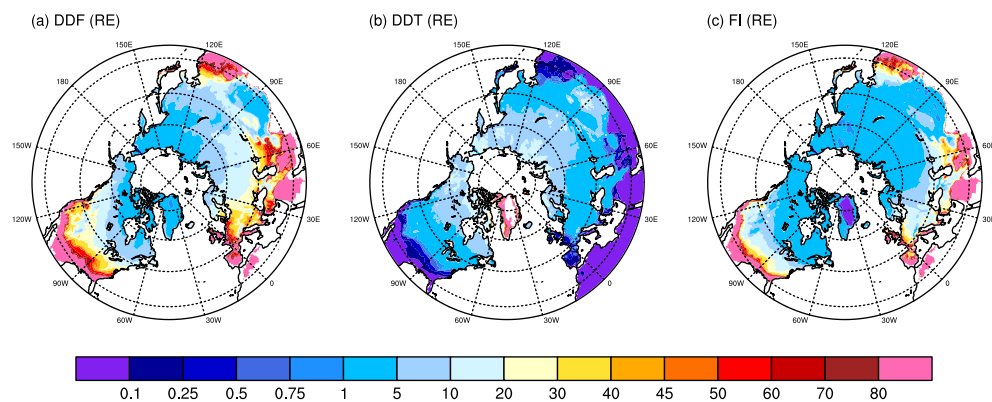 (a) DDF (RE)
(b) DDT (RE)
(c) FI (RE)
150E 120E 150E 120E 150E 120E
180 90E 180 90E 180 90E
150W 60E 150W 60E 150W 60E
120W 30E 120W 30E 120W 30E
90W 0 90W 0 90W 0
60W 30W 60W 30W 60W 30W
0.1 0.25 0.5 0.75 1 5 10 20 30 40 45 50 60 70 80